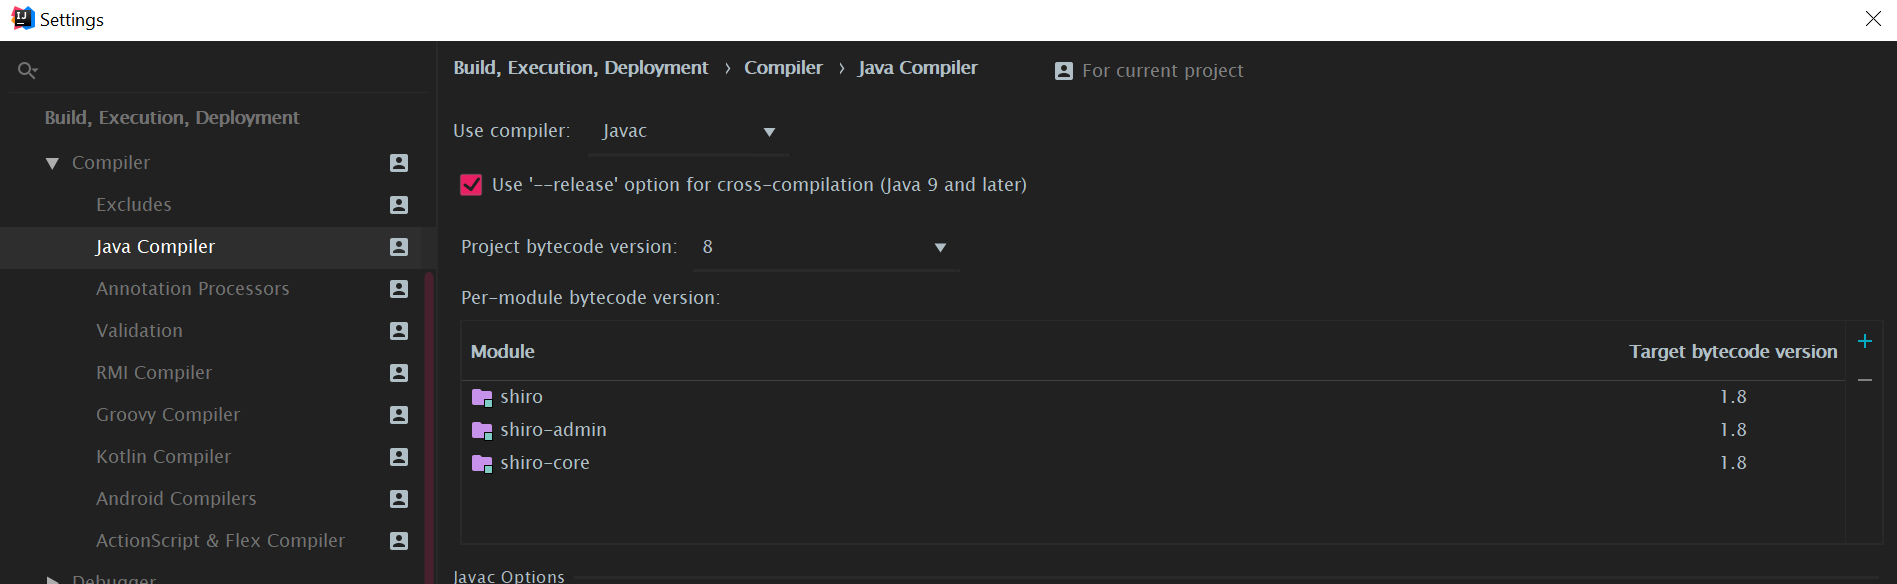 Settings
Build, Execution, Deployment
Compiler
Excludes
Java Compiler
Annotation Processors
Validation
RMI Compiler
Groovy Compiler
Kotlin Compiler
Android Compilers
ActionScript & Flex Compiler
Debugger
Build, Execution, Deployment › Compiler › Java Compiler For current project
Use compiler: Javac
Use '--release' option for cross-compilation (Java 9 and later)
Project bytecode version: 8
Per-module bytecode version:
Module Target bytecode version
shiro 1.8
shiro-admin 1.8
shiro-core 1.8
Javac Options